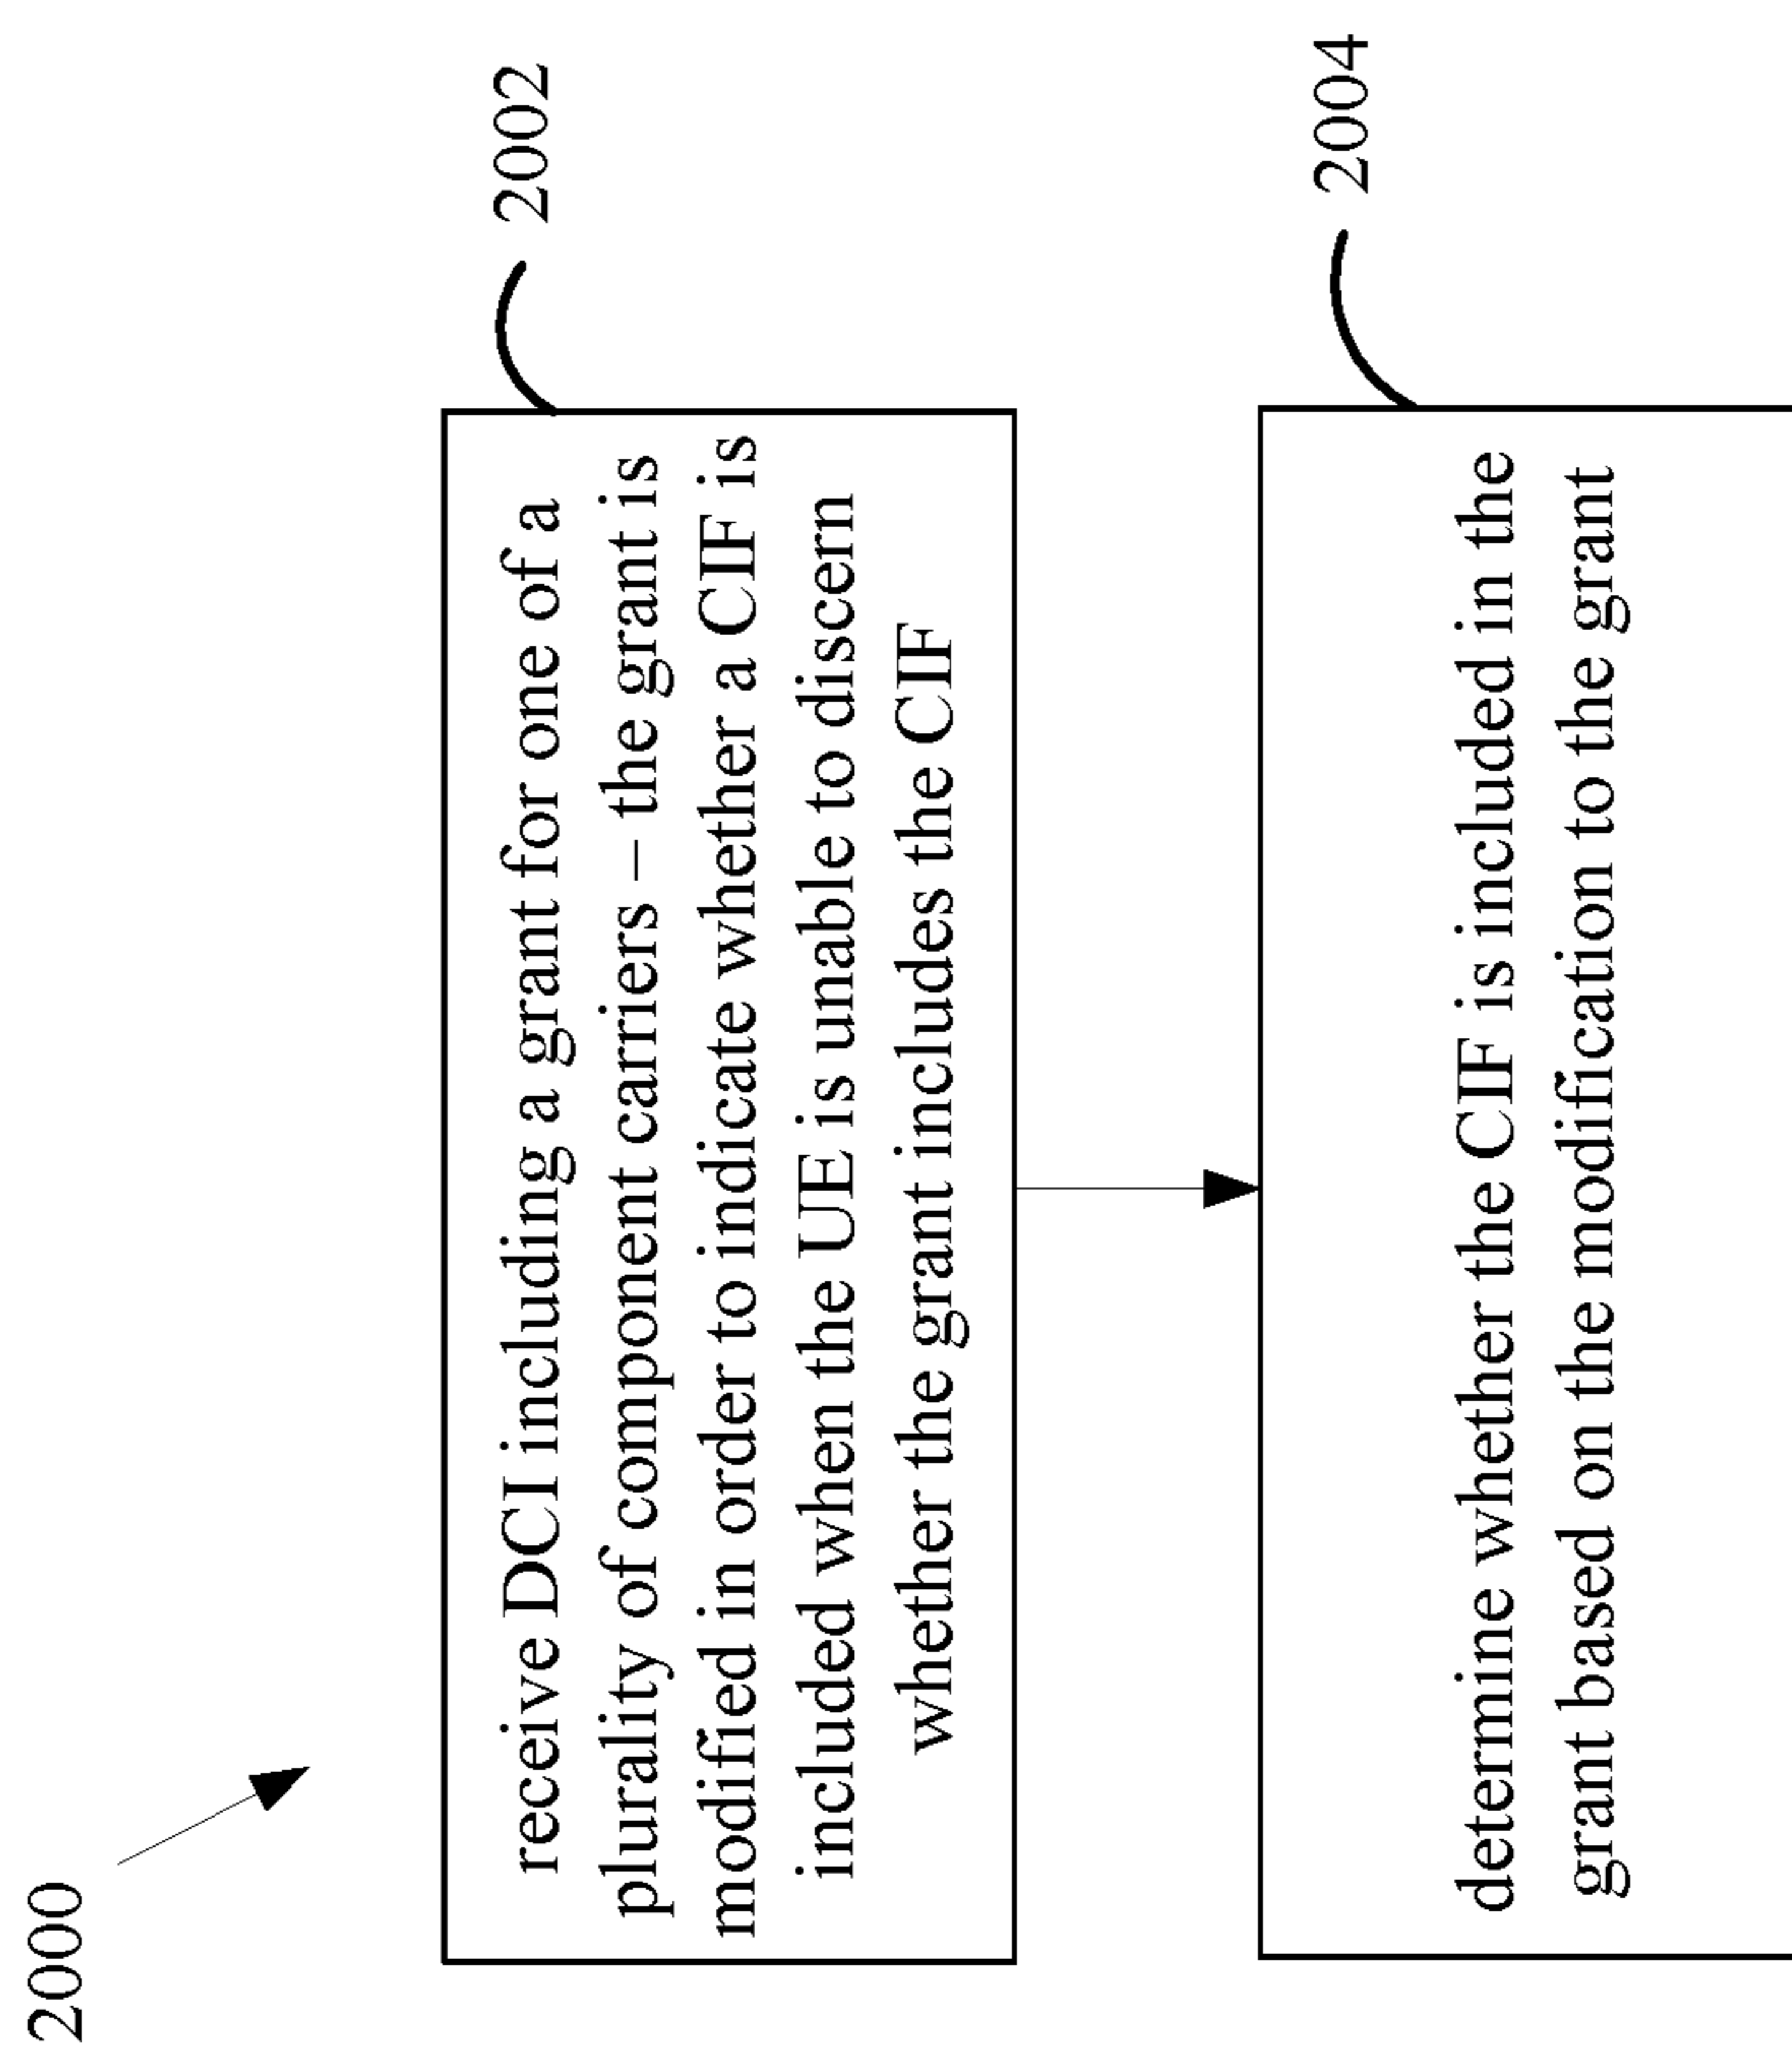 2000
2002
receive DCI including a grant for one of a
plurality of component carriers – the grant is
modified in order to indicate whether a CIF is
included when the UE is unable to discern
whether the grant includes the CIF
2004
determine whether the CIF is included in the
grant based on the modification to the grant